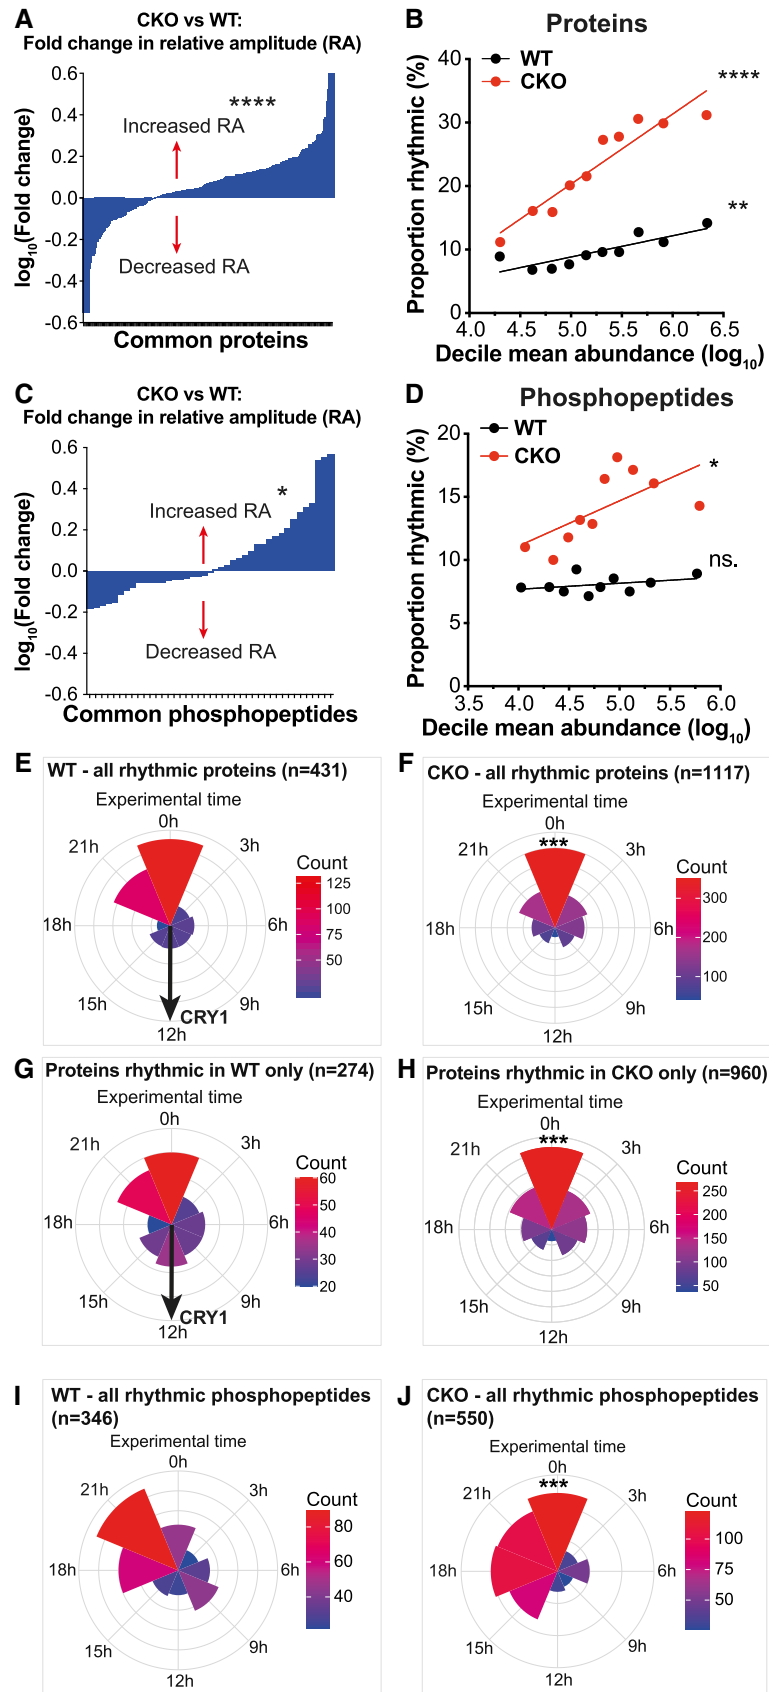 A
CKO vs WT:
Fold change in relative amplitude (RA)
log10(Fold change)
0.6
0.4
0.2
0.0
-0.2
-0.4
-0.6
****
Increased RA
Decreased RA
Common proteins
B
Proteins
WT
CKO
Proportion rhythmic (%)
40
30
20
10
0
****
**
4.0 4.5 5.0 5.5 6.0 6.5
Decile mean abundance (log10)
C
CKO vs WT:
Fold change in relative amplitude (RA)
log10(Fold change)
0.6
0.4
0.2
0.0
-0.2
-0.4
-0.6
*
Increased RA
Decreased RA
Common phosphopeptides
D
Phosphopeptides
WT
CKO
Proportion rhythmic (%)
20
15
10
5
0
*
ns.
3.5 4.0 4.5 5.0 5.5 6.0
Decile mean abundance (log10)
E
WT - all rhythmic proteins (n=431)
Experimental time
0h
3h
6h
9h
12h
15h
18h
21h
CRY1
Count
125
100
75
50
F
CKO - all rhythmic proteins (n=1117)
Experimental time
0h
***
3h
6h
9h
12h
15h
18h
21h
Count
300
200
100
G
Proteins rhythmic in WT only (n=274)
Experimental time
0h
3h
6h
9h
12h
15h
18h
21h
CRY1
Count
60
50
40
30
20
H
Proteins rhythmic in CKO only (n=960)
Experimental time
0h
***
3h
6h
9h
12h
15h
18h
21h
Count
250
200
150
100
50
I
WT - all rhythmic phosphopeptides
(n=346)
Experimental time
0h
3h
6h
9h
12h
15h
18h
21h
Count
80
60
40
J
CKO - all rhythmic phosphopeptides
(n=550)
Experimental time
0h
***
3h
6h
9h
12h
15h
18h
21h
Count
100
75
50